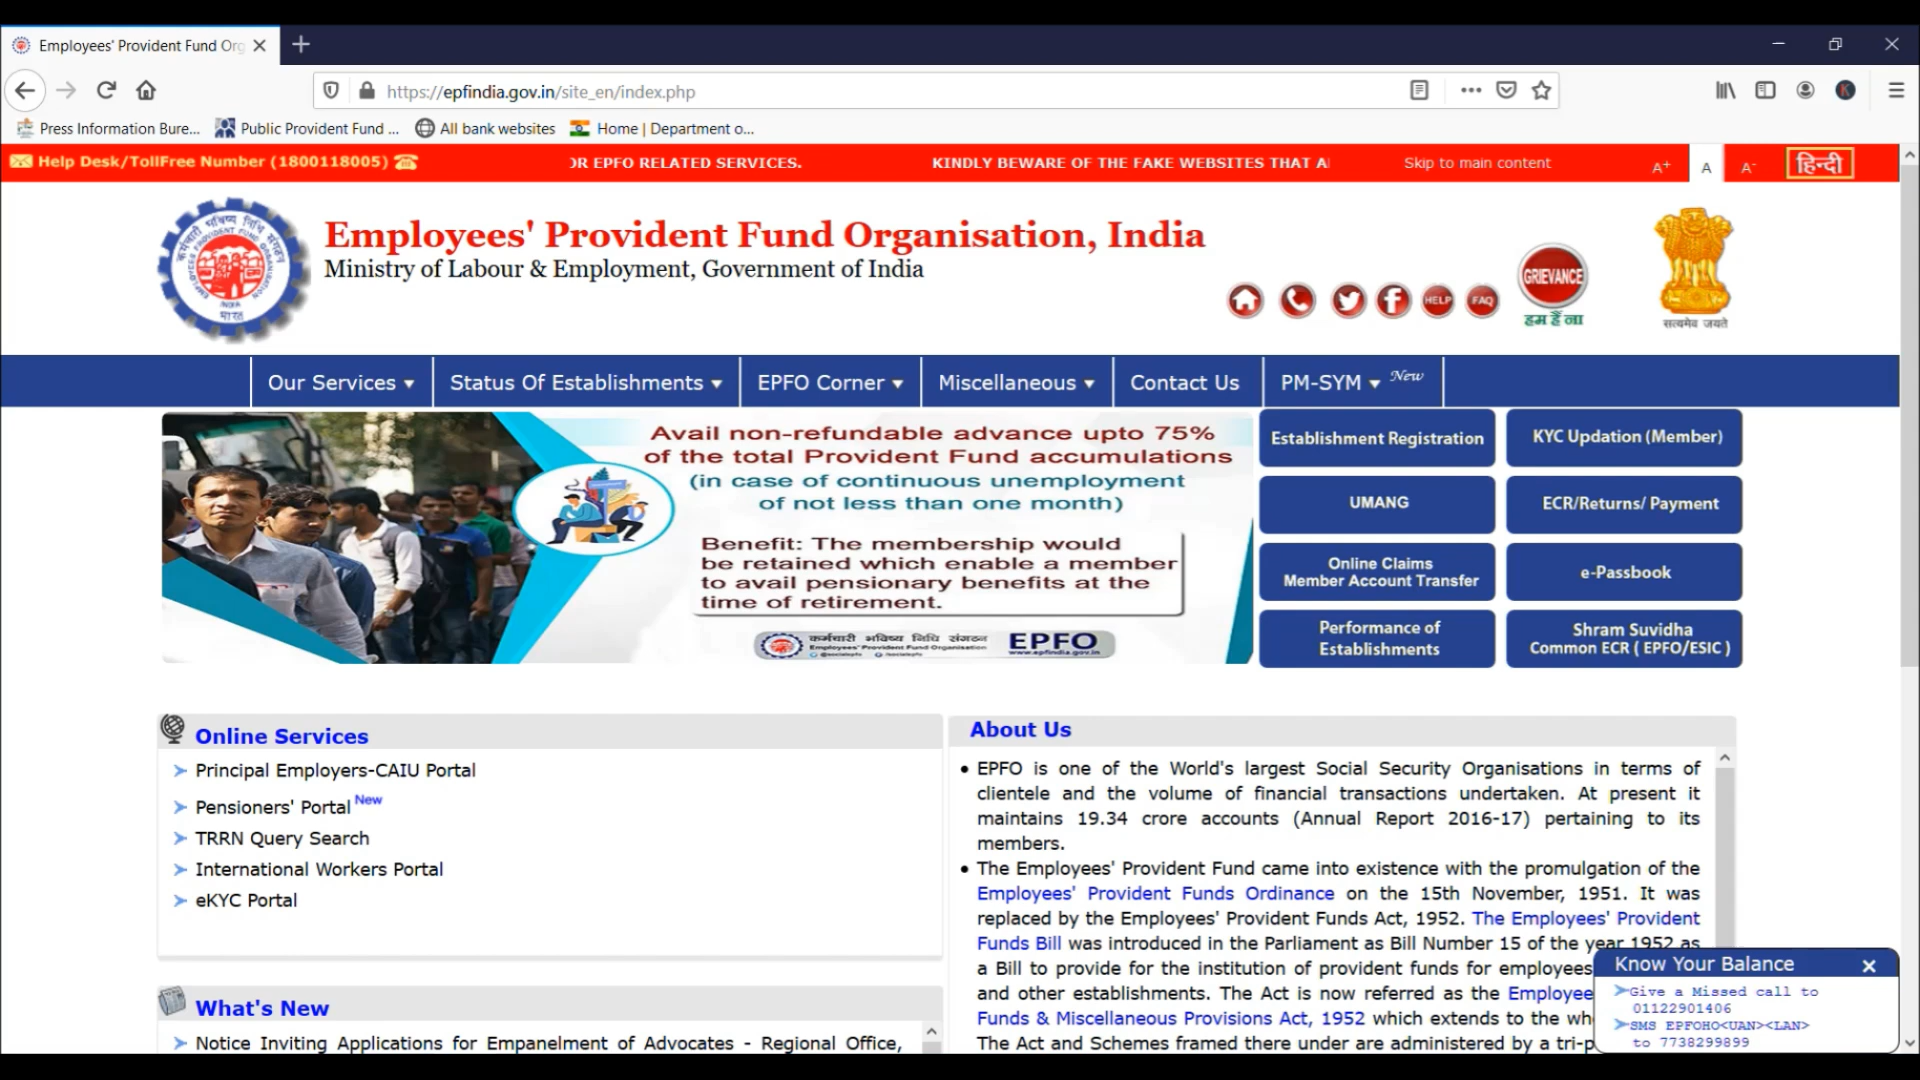 Employees' Provident Fund Org
https://epfindia.gov.in/site_en/index.php
Press Information Bure...
Public Provident Fund ...
All bank websites
Home | Department o...
Help Desk/TollFree Number (1800118005)
OR EPFO RELATED SERVICES.
KINDLY BEWARE OF THE FAKE WEBSITES THAT A
Skip to main content
A+
A
A-
हिन्दी
Employees' Provident Fund Organisation, India
Ministry of Labour & Employment, Government of India
HELP
FAQ
GRIEVANCE
हम हैं ना
सत्यमेव जयते
Our Services
Status Of Establishments
EPFO Corner
Miscellaneous
Contact Us
PM-SYM
New
Avail non-refundable advance upto 75%
of the total Provident Fund accumulations
(in case of continuous unemployment
of not less than one month)
Benefit: The membership would
be retained which enable a member
to avail pensionary benefits at the
time of retirement.
कर्मचारी भविष्य निधि संगठन
Employees' Provident Fund Organisation
EPFO
www.epfindia.gov.in
Establishment Registration
KYC Updation (Member)
UMANG
ECR/Returns/ Payment
Online Claims
Member Account Transfer
e-Passbook
Performance of
Establishments
Shram Suvidha
Common ECR ( EPFO/ESIC )
Online Services
Principal Employers-CAIU Portal
Pensioners' Portal New
TRRN Query Search
International Workers Portal
eKYC Portal
What's New
Notice Inviting Applications for Empanelment of Advocates - Regional Office,
About Us
EPFO is one of the World's largest Social Security Organisations in terms of
clientele and the volume of financial transactions undertaken. At present it
maintains 19.34 crore accounts (Annual Report 2016-17) pertaining to its
members.
The Employees' Provident Fund came into existence with the promulgation of the
Employees' Provident Funds Ordinance on the 15th November, 1951. It was
replaced by the Employees' Provident Funds Act, 1952. The Employees' Provident
Funds Bill was introduced in the Parliament as Bill Number 15 of the year 1952 as
a Bill to provide for the institution of provident funds for employees
and other establishments. The Act is now referred as the Employee
Funds & Miscellaneous Provisions Act, 1952 which extends to the wh
The Act and Schemes framed there under are administered by a tri-p
Know Your Balance
Give a Missed call to
01122901406
SMS EPFOHO<UAN><LAN>
to 7738299899